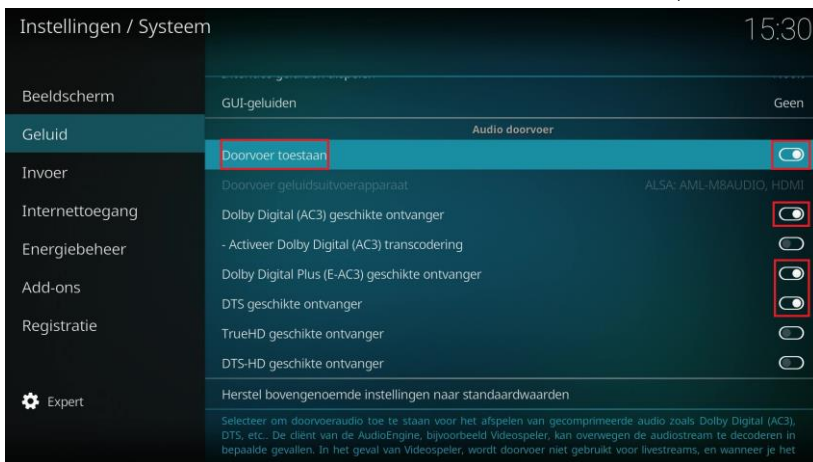 Instellingen / Systeem
15:30
Beeldscherm
Geluid
Invoer
Internettoegang
Energiebeheer
Add-ons
Registratie
Expert
GUI-geluiden Geen
Audio doorvoer
Doorvoer toestaan
Doorvoer geluidsuitvoerapparaat ALSA: AML-M8AUDIO, HDMI
Dolby Digital (AC3) geschikte ontvanger
- Activeer Dolby Digital (AC3) transcodering
Dolby Digital Plus (E-AC3) geschikte ontvanger
DTS geschikte ontvanger
TrueHD geschikte ontvanger
DTS-HD geschikte ontvanger
Herstel bovengenoemde instellingen naar standaardwaarden
Selecteer om doorvoeraudio toe te staan voor het afspelen van gecomprimeerde audio zoals Dolby Digital (AC3),
DTS, etc.. De cliënt van de AudioEngine, bijvoorbeeld Videospeler, kan overwegen de audiostream te decoderen in
bepaalde gevallen. In het geval van Videospeler, wordt doorvoer niet gebruikt voor livestreams, en wanneer je het